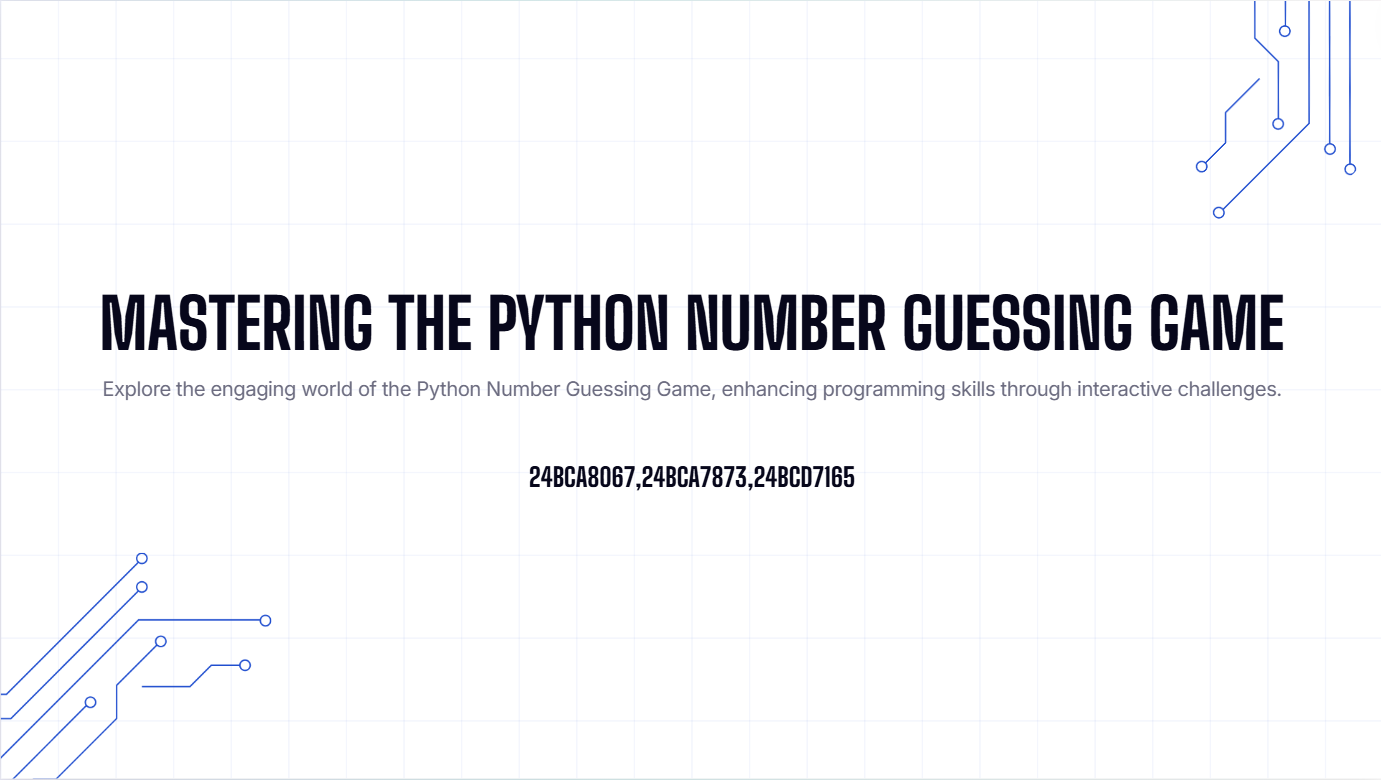 MASTERING THE PYTHON NUMBER GUESSING GAME
Explore the engaging world of the Python Number Guessing Game, enhancing programming skills through interactive challenges.
24BCA8067,24BCA7873,24BCD7165